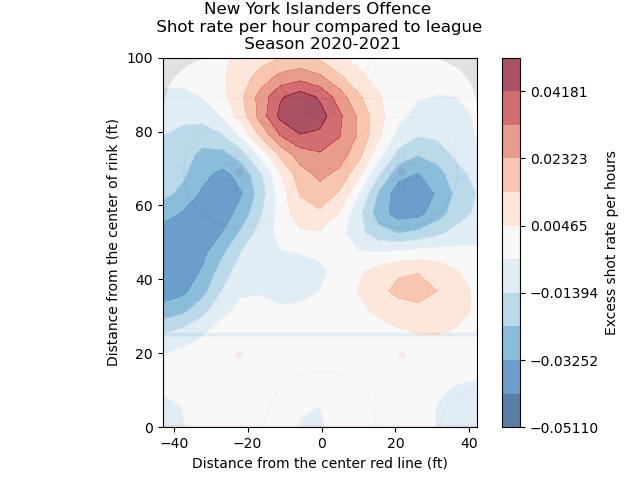 New York Islanders Offence
Shot rate per hour compared to league
Season 2020-2021
100
80
60
40
20
0
Distance from the center of rink (ft)
−40
−20
0
20
40
Distance from the center red line (ft)
0.04181
0.02323
0.00465
−0.01394
−0.03252
−0.05110
Excess shot rate per hours